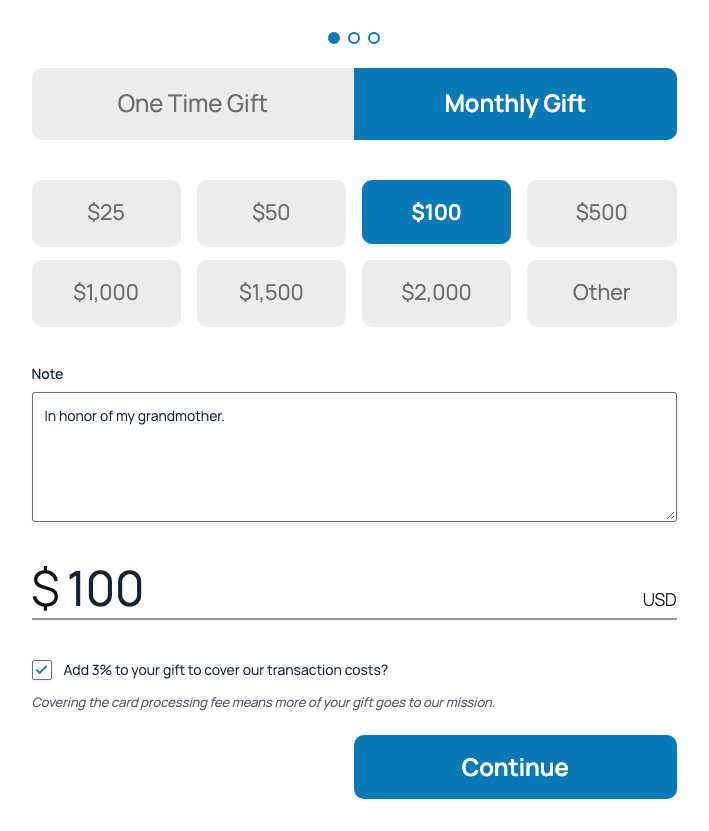 One Time Gift
Monthly Gift
$25
$50
$100
$500
$1,000
$1,500
$2,000
Other
Note
In honor of my grandmother.
$ 100
USD
Add 3% to your gift to cover our transaction costs?
Covering the card processing fee means more of your gift goes to our mission.
Continue